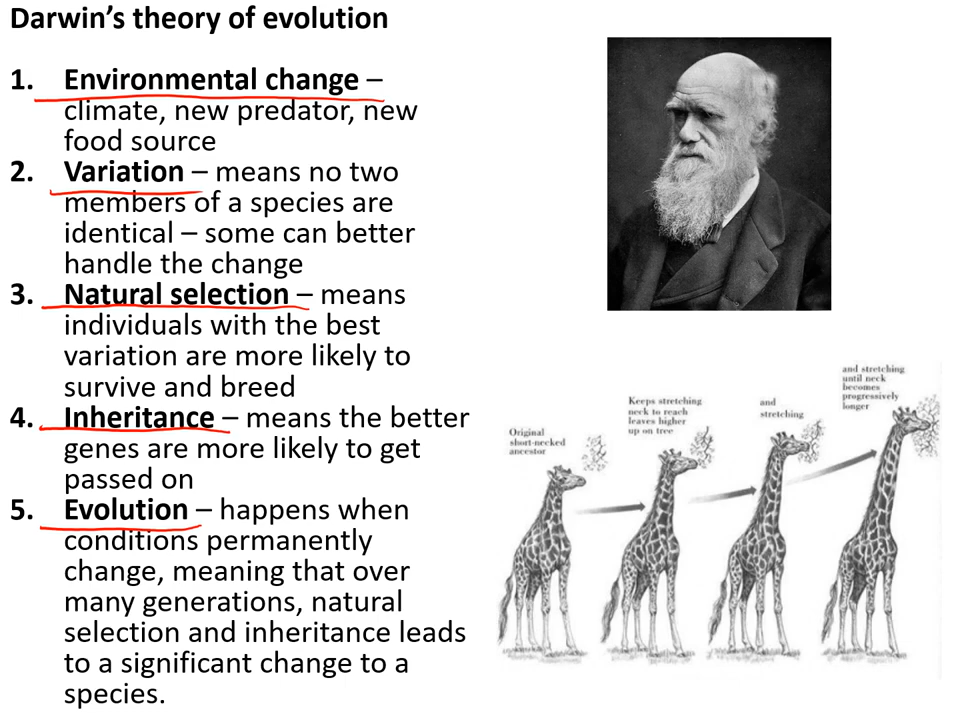 Darwin’s theory of evolution
1. Environmental change –
climate, new predator, new
food source
2. Variation – means no two
members of a species are
identical – some can better
handle the change
3. Natural selection – means
individuals with the best
variation are more likely to
survive and breed
4. Inheritance – means the better
genes are more likely to get
passed on
5. Evolution – happens when
conditions permanently
change, meaning that over
many generations, natural
selection and inheritance leads
to a significant change to a
species.
Original
short-necked
ancestor
Keeps stretching
neck to reach
leaves higher
up on tree
and
stretching
and stretching
until neck
becomes
progressively
longer